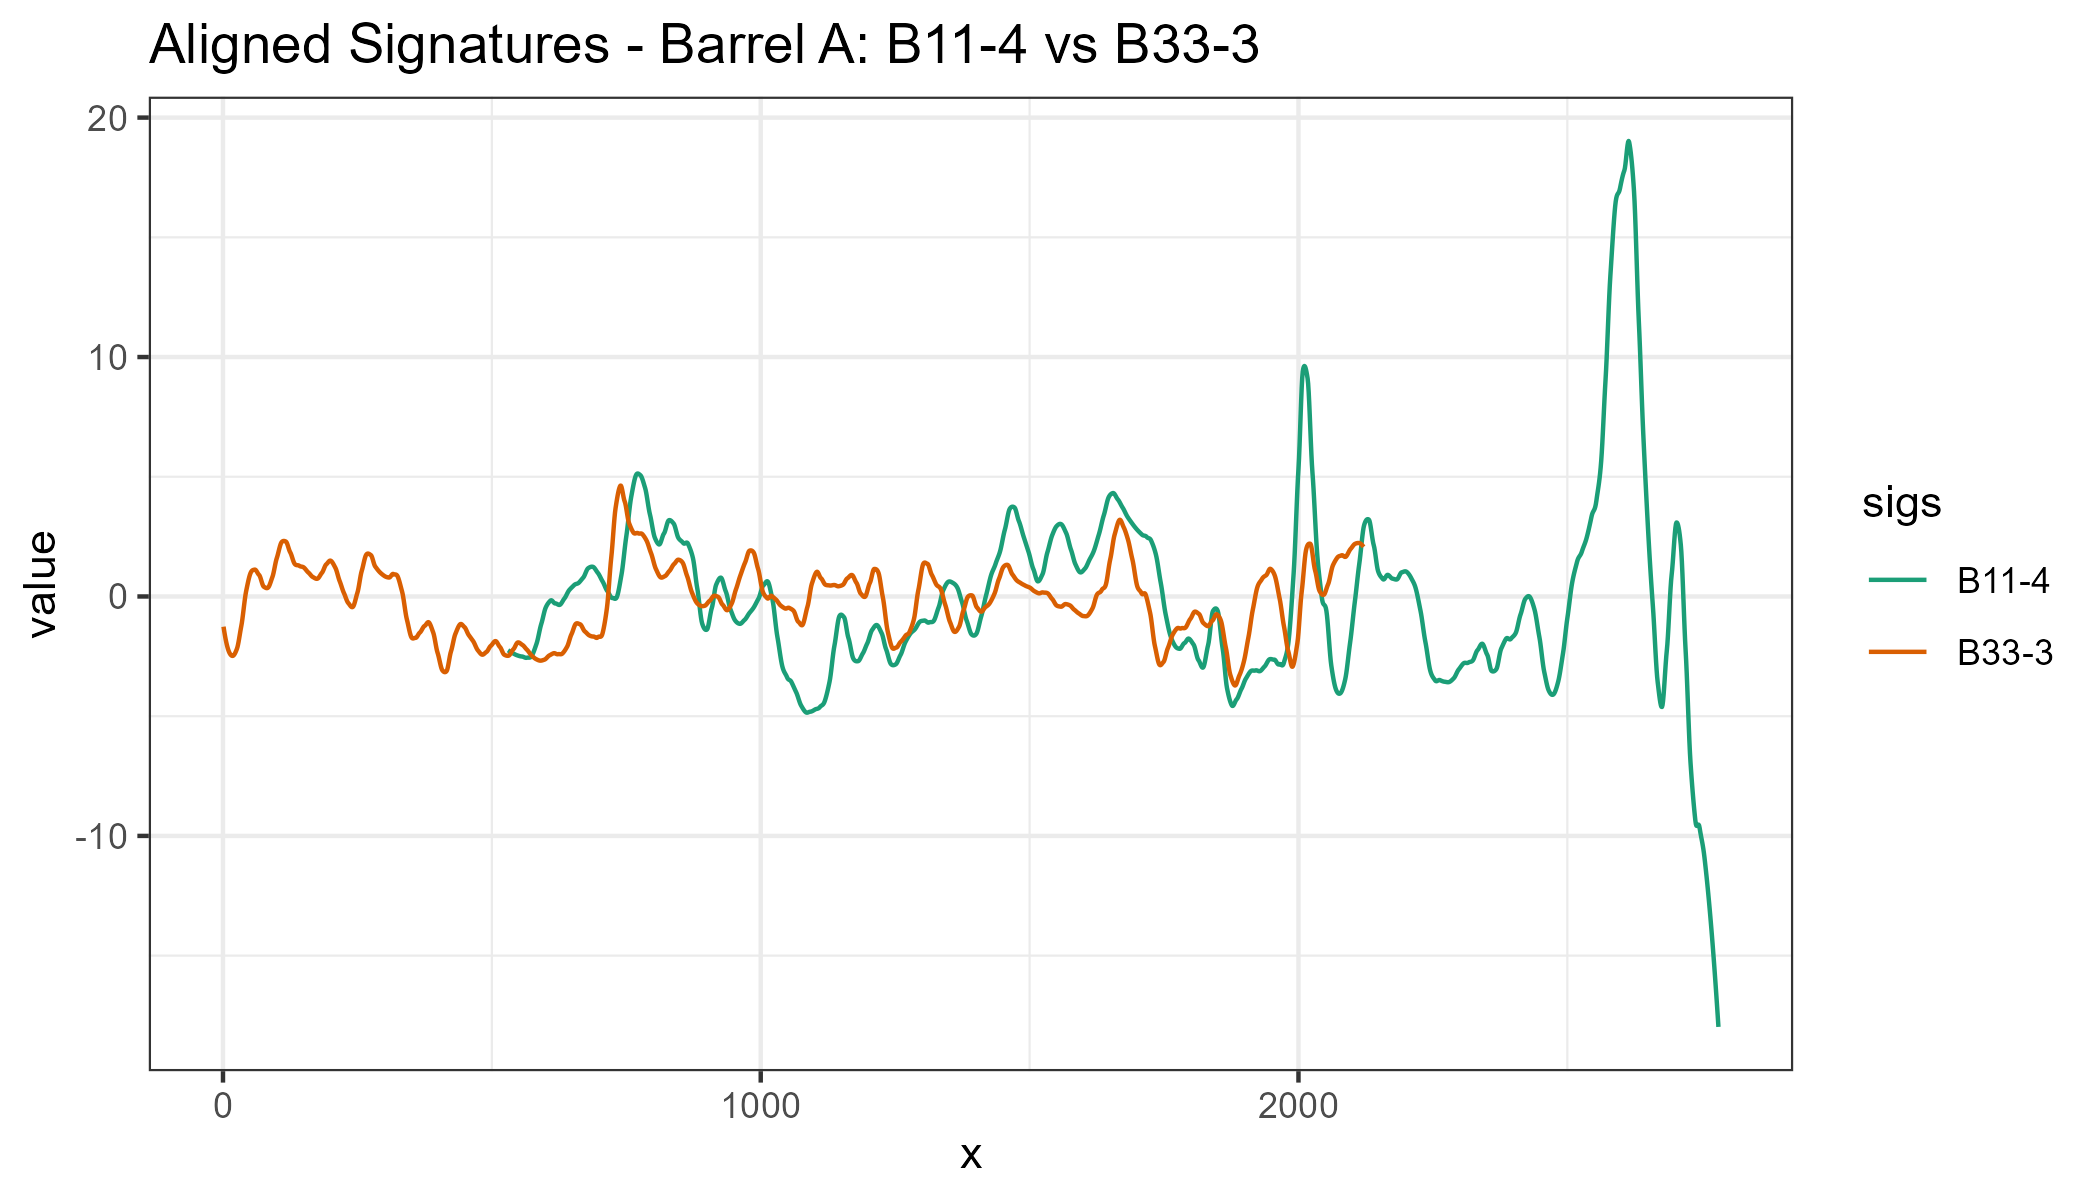 Aligned Signatures - Barrel A: B11-4 vs B33-3
20
10
0
-10
value
0 1000 2000
x
sigs
B11-4
B33-3